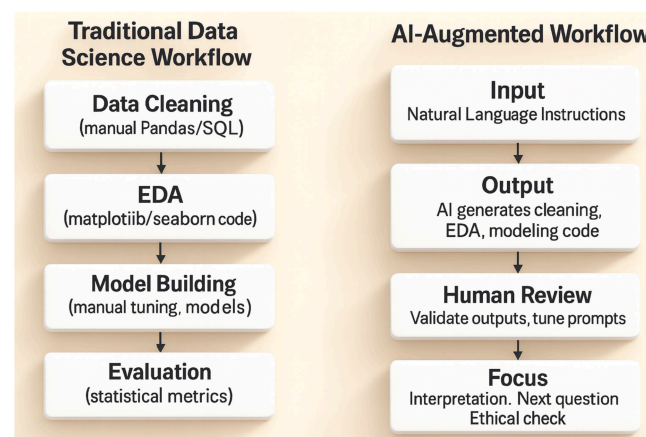 Traditional Data
Science Workflow
Data Cleaning
(manual Pandas/SQL)
EDA
(matplotiib/seaborn code)
Model Building
(manual tuning, models)
Evaluation
(statistical metrics)
AI-Augmented Workflow
Input
Natural Language Instructions
Output
AI generates cleaning,
EDA, modeling code
Human Review
Validate outputs, tune prompts
Focus
Interpretation. Next question
Ethical check